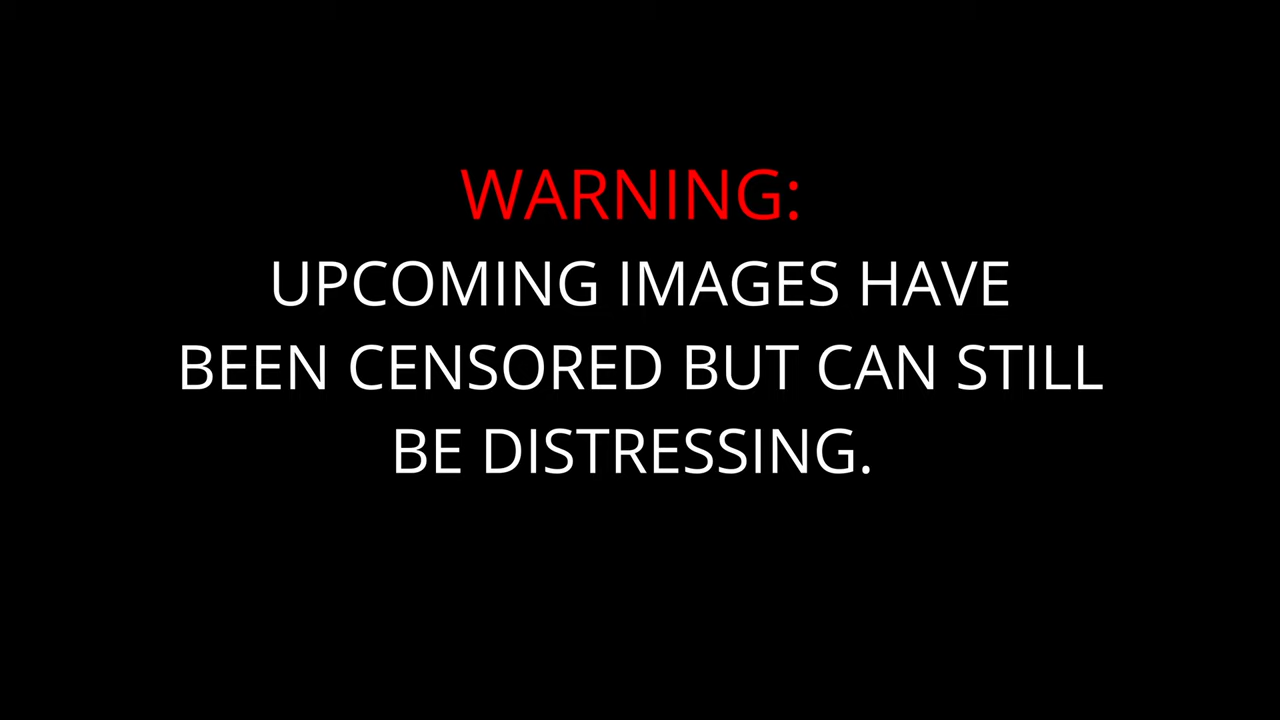 WARNING:
UPCOMING IMAGES HAVE
BEEN CENSORED BUT CAN STILL
BE DISTRESSING.